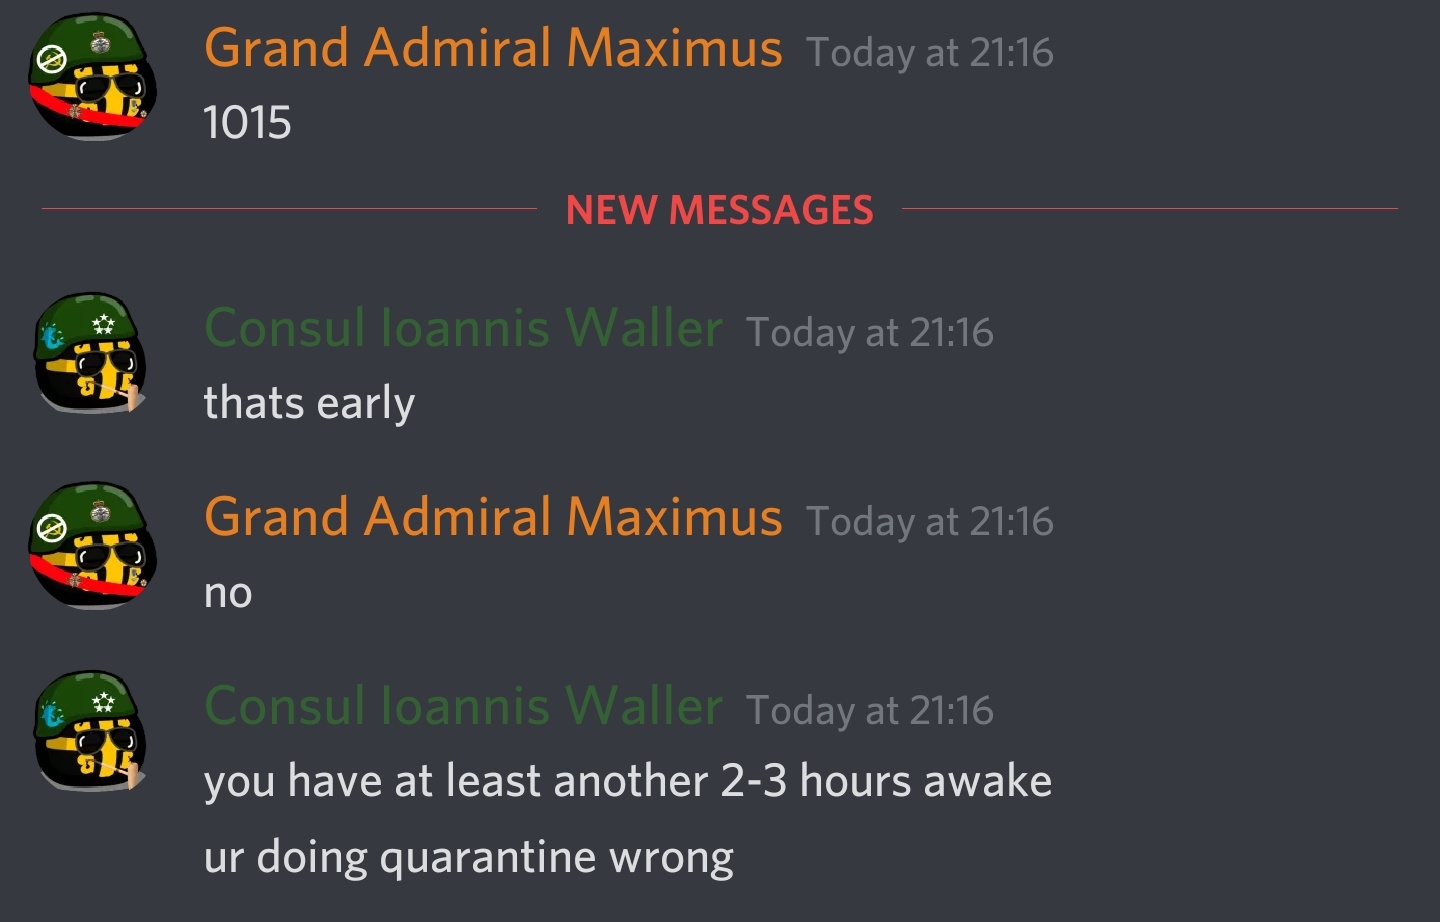 Grand Admiral Maximus Today at 21:16
1015
NEW MESSAGES
Consul Ioannis Waller Today at 21:16
thats early
Grand Admiral Maximus Today at 21:16
no
Consul Ioannis Waller Today at 21:16
you have at least another 2-3 hours awake
ur doing quarantine wrong